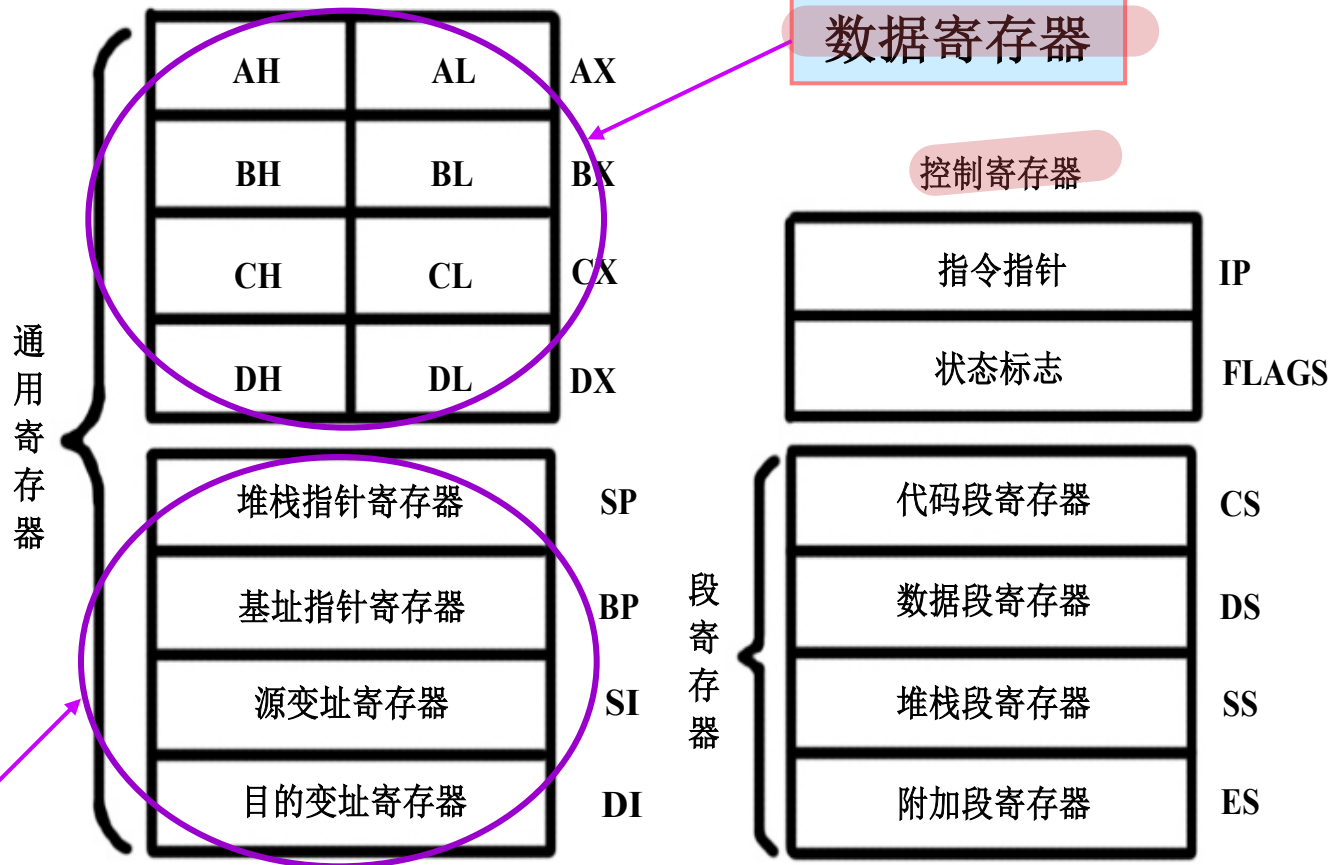 数据寄存器
AH AL AX
BH BL BX
CH CL CX
DH DL DX
通用寄存器
堆栈指针寄存器 SP
基址指针寄存器 BP
源变址寄存器 SI
目的变址寄存器 DI
控制寄存器
指令指针 IP
状态标志 FLAGS
段寄存器
代码段寄存器 CS
数据段寄存器 DS
堆栈段寄存器 SS
附加段寄存器 ES